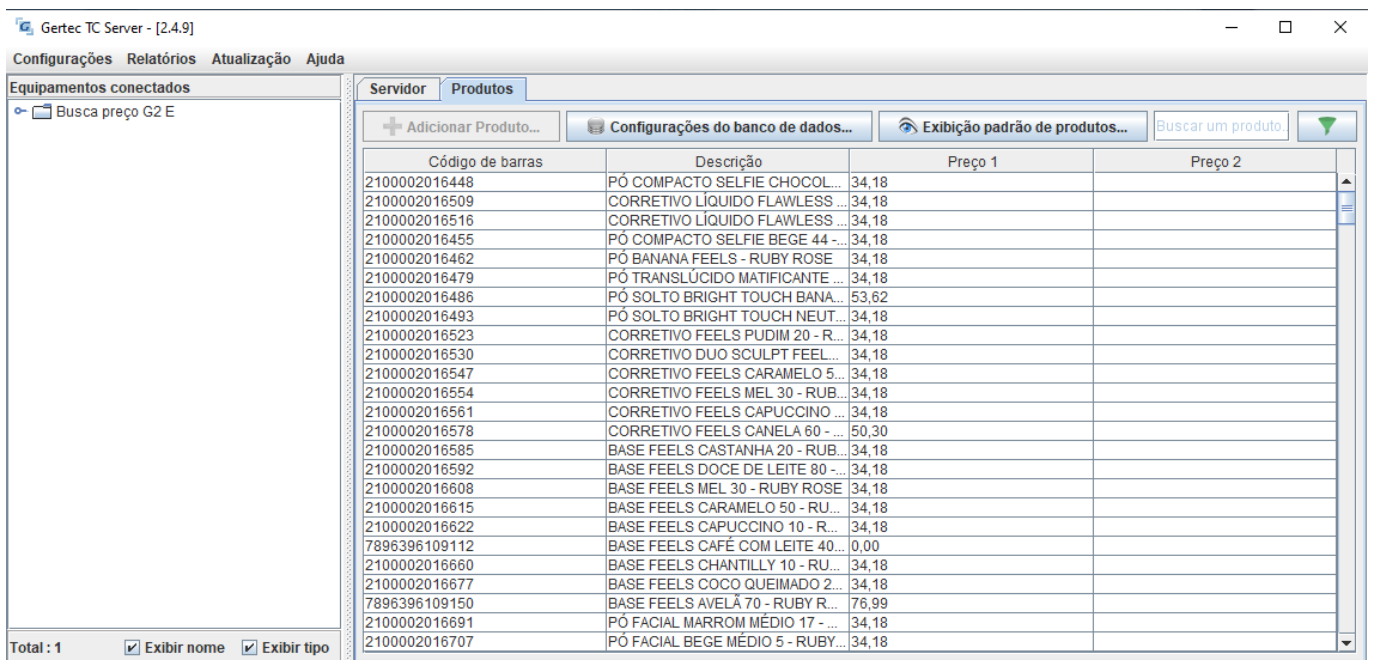 Gertec TC Server - [2.4.9]
Configurações Relatórios Atualização Ajuda
Equipamentos conectados
Busca preço G2 E
Servidor Produtos
Adicionar Produto... Configurações do banco de dados... Exibição padrão de produtos... Buscar um produto..
Código de barras Descrição Preço 1 Preço 2
2100002016448 PÓ COMPACTO SELFIE CHOCOL... 34,18
2100002016509 CORRETIVO LÍQUIDO FLAWLESS ... 34,18
2100002016516 CORRETIVO LÍQUIDO FLAWLESS ... 34,18
2100002016455 PÓ COMPACTO SELFIE BEGE 44 -... 34,18
2100002016462 PÓ BANANA FEELS - RUBY ROSE 34,18
2100002016479 PÓ TRANSLÚCIDO MATIFICANTE ... 34,18
2100002016486 PÓ SOLTO BRIGHT TOUCH BANA... 53,62
2100002016493 PÓ SOLTO BRIGHT TOUCH NEUT... 34,18
2100002016523 CORRETIVO FEELS PUDIM 20 - R... 34,18
2100002016530 CORRETIVO DUO SCULPT FEEL... 34,18
2100002016547 CORRETIVO FEELS CARAMELO 5... 34,18
2100002016554 CORRETIVO FEELS MEL 30 - RUB... 34,18
2100002016561 CORRETIVO FEELS CAPUCCINO ... 34,18
2100002016578 CORRETIVO FEELS CANELA 60 - ... 50,30
2100002016585 BASE FEELS CASTANHA 20 - RUB... 34,18
2100002016592 BASE FEELS DOCE DE LEITE 80 -... 34,18
2100002016608 BASE FEELS MEL 30 - RUBY ROSE 34,18
2100002016615 BASE FEELS CARAMELO 50 - RU... 34,18
2100002016622 BASE FEELS CAPUCCINO 10 - R... 34,18
7896396109112 BASE FEELS CAFÉ COM LEITE 40... 0,00
2100002016660 BASE FEELS CHANTILLY 10 - RU... 34,18
2100002016677 BASE FEELS COCO QUEIMADO 2... 34,18
7896396109150 BASE FEELS AVELÃ 70 - RUBY R... 76,99
2100002016691 PÓ FACIAL MARROM MÉDIO 17 - ... 34,18
2100002016707 PÓ FACIAL BEGE MÉDIO 5 - RUBY... 34,18
Total : 1 Exibir nome Exibir tipo